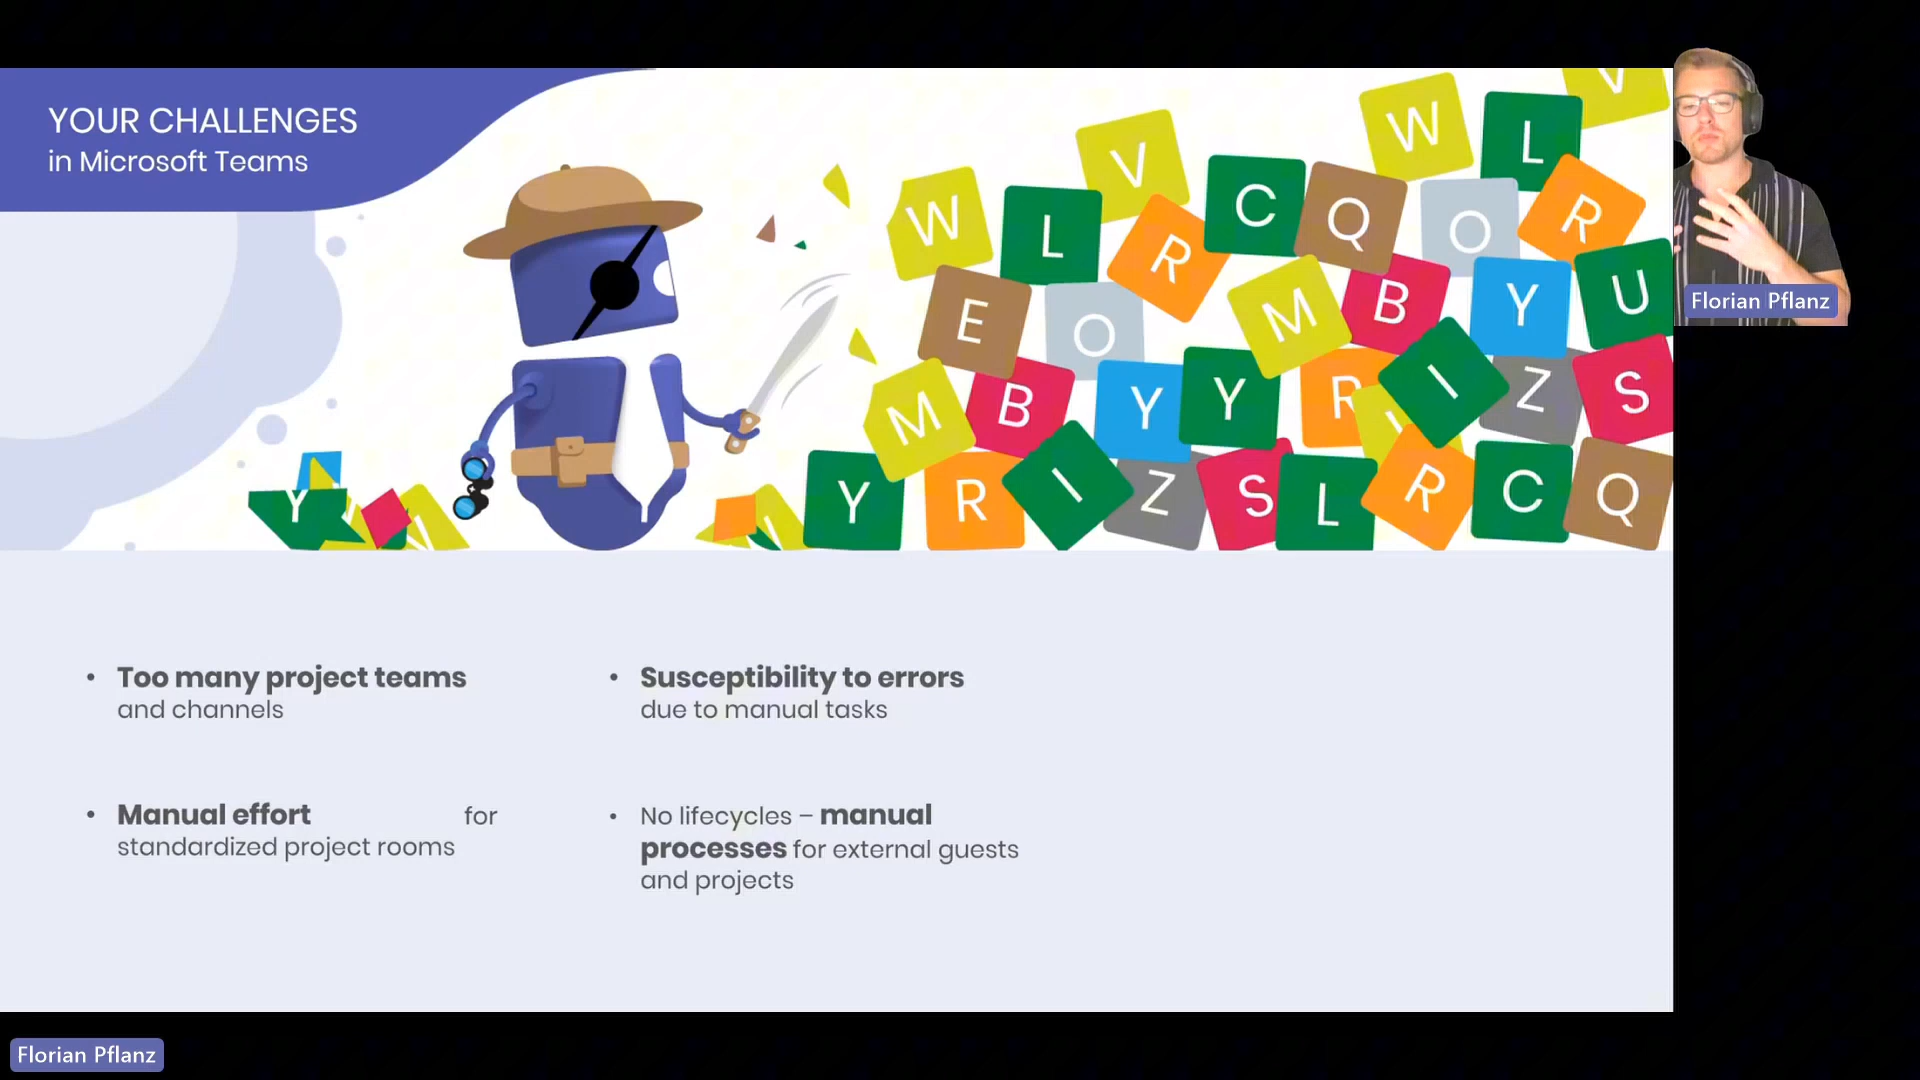 YOUR CHALLENGES
in Microsoft Teams
V
W
L
V
W
L
R
C
Q
O
R
E
O
M
B
Y
U
M
B
Y
Y
R
I
Z
S
Y
Y
R
I
Z
S
L
R
C
Q
Florian Pflanz
• Too many project teams
and channels
• Manual effort for
standardized project rooms
• Susceptibility to errors
due to manual tasks
• No lifecycles – manual
processes for external guests
and projects
Florian Pflanz